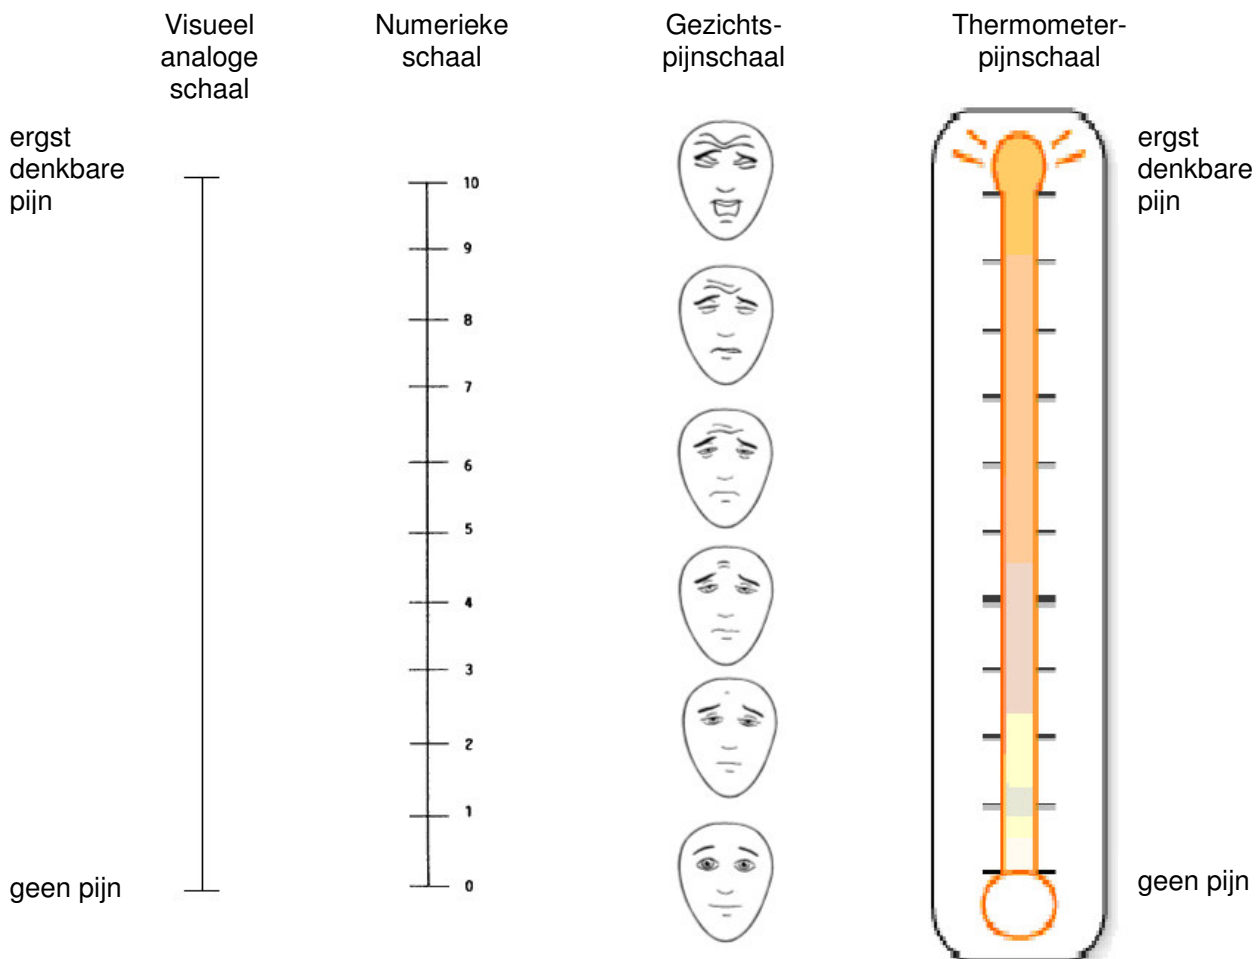 Visueel
analoge
schaal
Numerieke
schaal
Gezichts-
pijnschaal
Thermometer-
pijnschaal
ergst
denkbare
pijn
10
9
8
7
6
5
4
3
2
1
0
ergst
denkbare
pijn
geen pijn
geen pijn